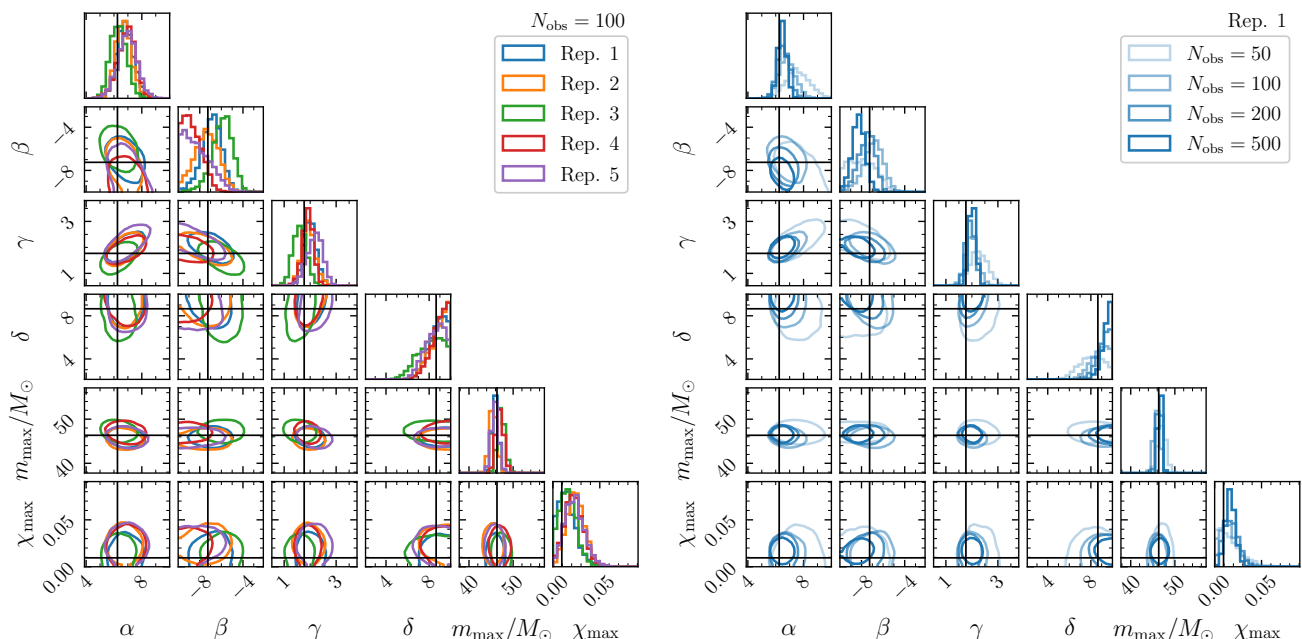 N_obs = 100
Rep. 1
Rep. 2
Rep. 3
Rep. 4
Rep. 5
β
−4
−8
γ
3
1
δ
8
4
m_max/M_⊙
50
40
χ_max
0.05
0.00
4 8
−8 −4
1 3
4 8
40 50
0.00 0.05
α β γ δ m_max/M_⊙ χ_max
Rep. 1
N_obs = 50
N_obs = 100
N_obs = 200
N_obs = 500
β
−4
−8
γ
3
1
δ
8
4
m_max/M_⊙
50
40
χ_max
0.05
0.00
4 8
−8 −4
1 3
4 8
40 50
0.00 0.05
α β γ δ m_max/M_⊙ χ_max